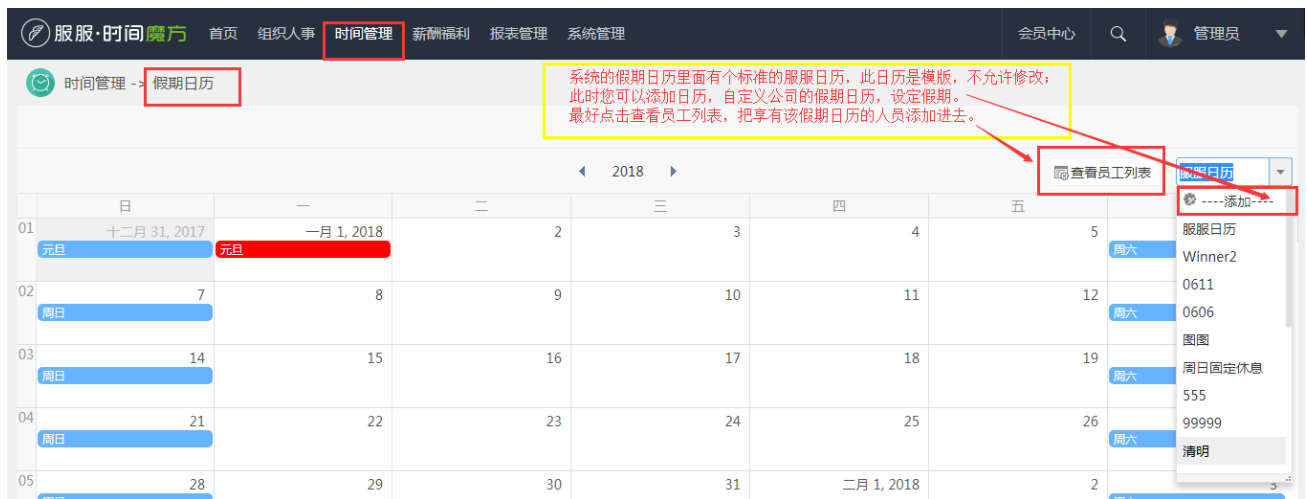 服服·时间魔方 首页 组织人事 时间管理 薪酬福利 报表管理 系统管理 会员中心 管理员
时间管理 -> 假期日历
系统的假期日历里面有个标准的服服日历，此日历是模版，不允许修改；
此时您可以添加日历，自定义公司的假期日历，设定假期。
最好点击查看员工列表，把享有该假期日历的人员添加进去。
2018 查看员工列表 服服日历
日 一 二 三 四 五
----添加----
服服日历
Winner2
0611
0606
图图
周日固定休息
555
99999
清明
01 十二月 31, 2017 一月 1, 2018 2 3 4 5
元旦 元旦 周六
02 7 8 9 10 11 12
周日 周六
03 14 15 16 17 18 19
周日 周六
04 21 22 23 24 25 26
周日 周六
05 28 29 30 31 二月 1, 2018 2 3